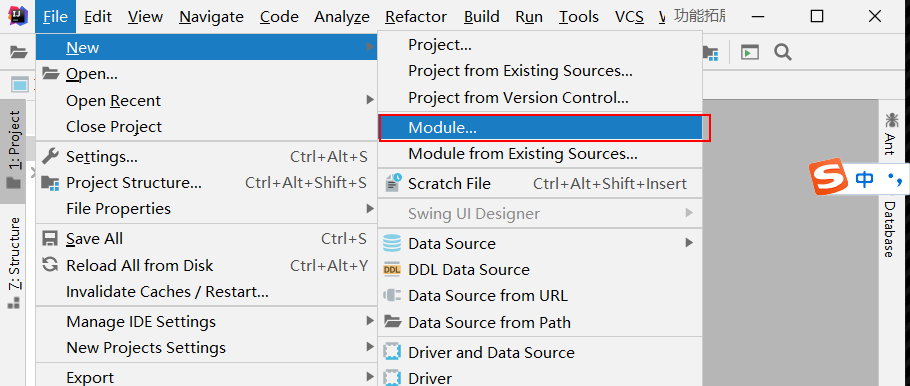 File Edit View Navigate Code Analyze Refactor Build Run Tools VCS 功能拓展
New
Open...
Open Recent
Close Project
Settings... Ctrl+Alt+S
Project Structure... Ctrl+Alt+Shift+S
File Properties
Save All Ctrl+S
Reload All from Disk Ctrl+Alt+Y
Invalidate Caches / Restart...
Manage IDE Settings
New Projects Settings
Export
Project...
Project from Existing Sources...
Project from Version Control...
Module...
Module from Existing Sources...
Scratch File Ctrl+Alt+Shift+Insert
Swing UI Designer
Data Source
DDL Data Source
Data Source from URL
Data Source from Path
Driver and Data Source
Driver
1: Project
7: Structure
Ant
Database
S 中 •,